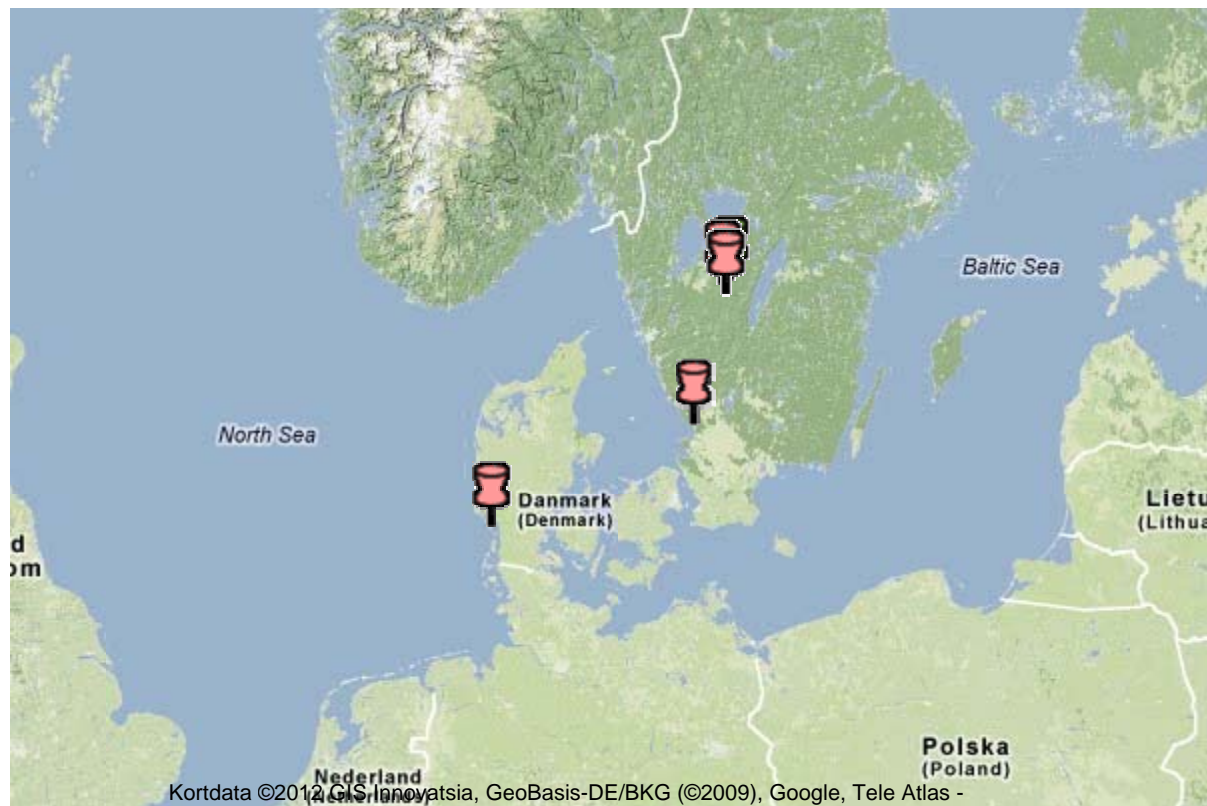 Baltic Sea
North Sea
Danmark
(Denmark)
Lietu
(Lithua
d
om
Polska
(Poland)
Nederland
(Netherlands)
Kortdata ©2012 GIS Innovatsia, GeoBasis-DE/BKG (©2009), Google, Tele Atlas -